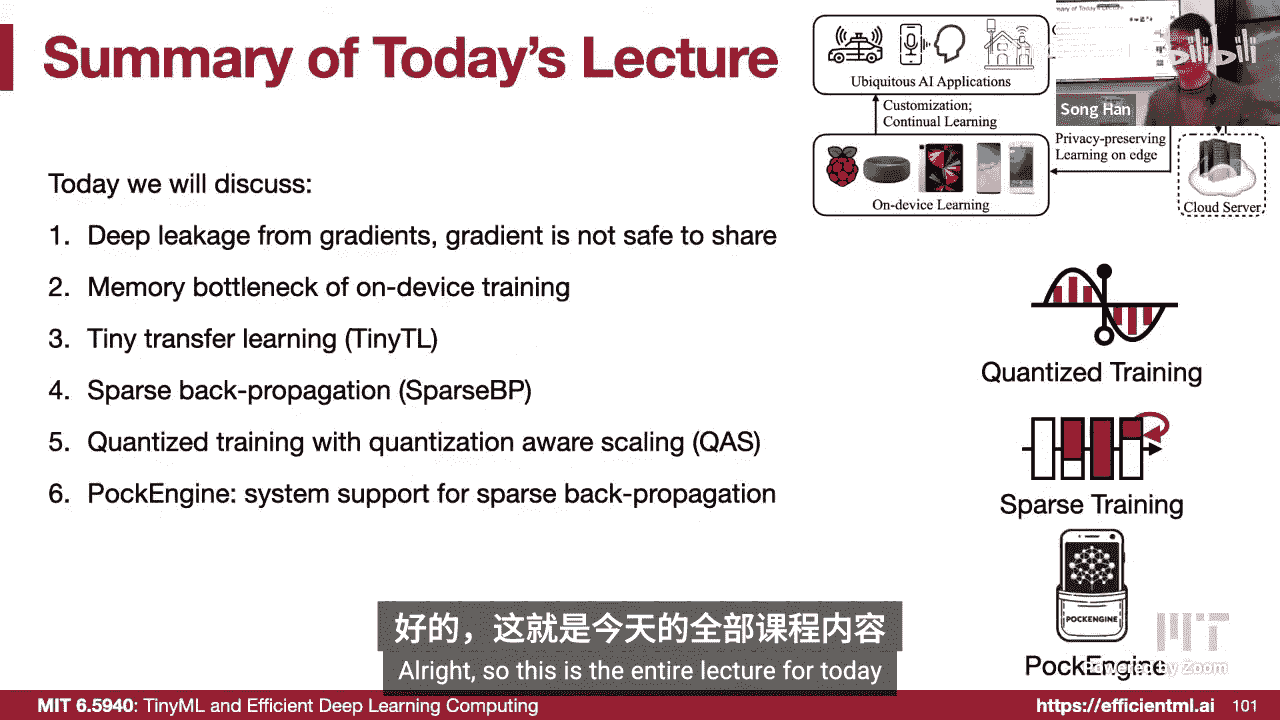 Summary of Today's Lecture
Ubiquitous AI Applications
Customization;
Continual Learning
On-device Learning
Song Han
bilibili
Privacy-preserving
Learning on edge
Cloud Server
Today we will discuss:
1. Deep leakage from gradients, gradient is not safe to share
2. Memory bottleneck of on-device training
3. Tiny transfer learning (TinyTL)
4. Sparse back-propagation (SparseBP)
5. Quantized training with quantization aware scaling (QAS)
6. PockEngine: system support for sparse back-propagation
Quantized Training
Sparse Training
POCKENGINE
PockEngine
MIT
Powered by Zoom
好的，这就是今天的全部课程内容
Alright, so this is the entire lecture for today
MIT 6.5940: TinyML and Efficient Deep Learning Computing
https://efficientml.ai
101